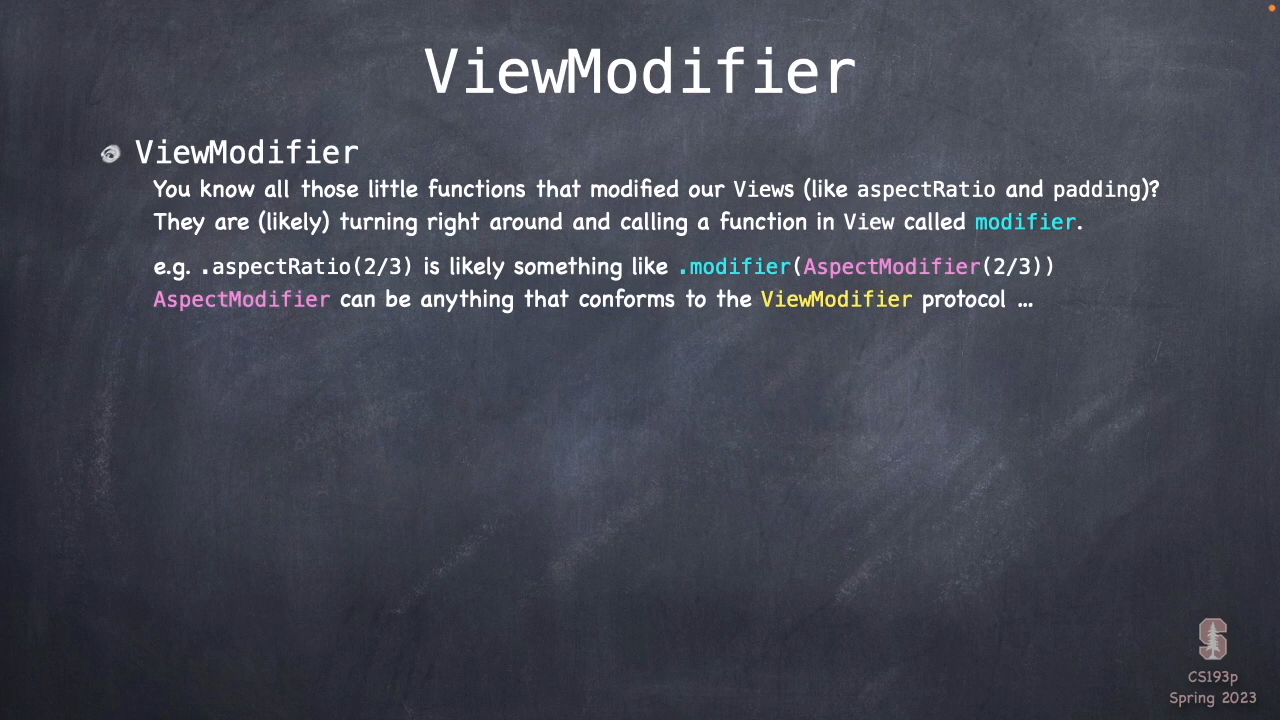 ViewModifier
ViewModifier
You know all those little functions that modified our Views (like aspectRatio and padding)?
They are (likely) turning right around and calling a function in View called modifier.
e.g. .aspectRatio(2/3) is likely something like .modifier(AspectModifier(2/3))
AspectModifier can be anything that conforms to the ViewModifier protocol ...
S
CS193p
Spring 2023